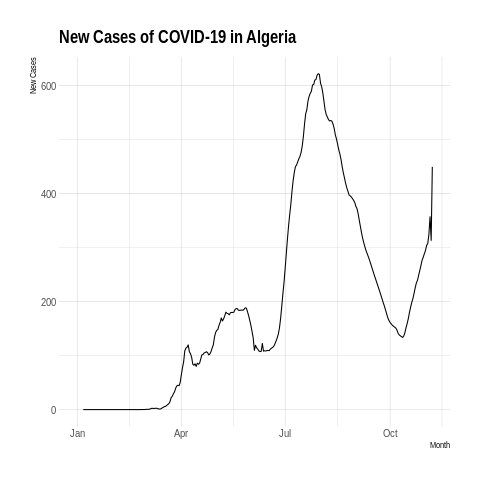 New Cases of COVID-19 in Algeria
New Cases
600
400
200
0
Jan
Apr
Jul
Oct
Month